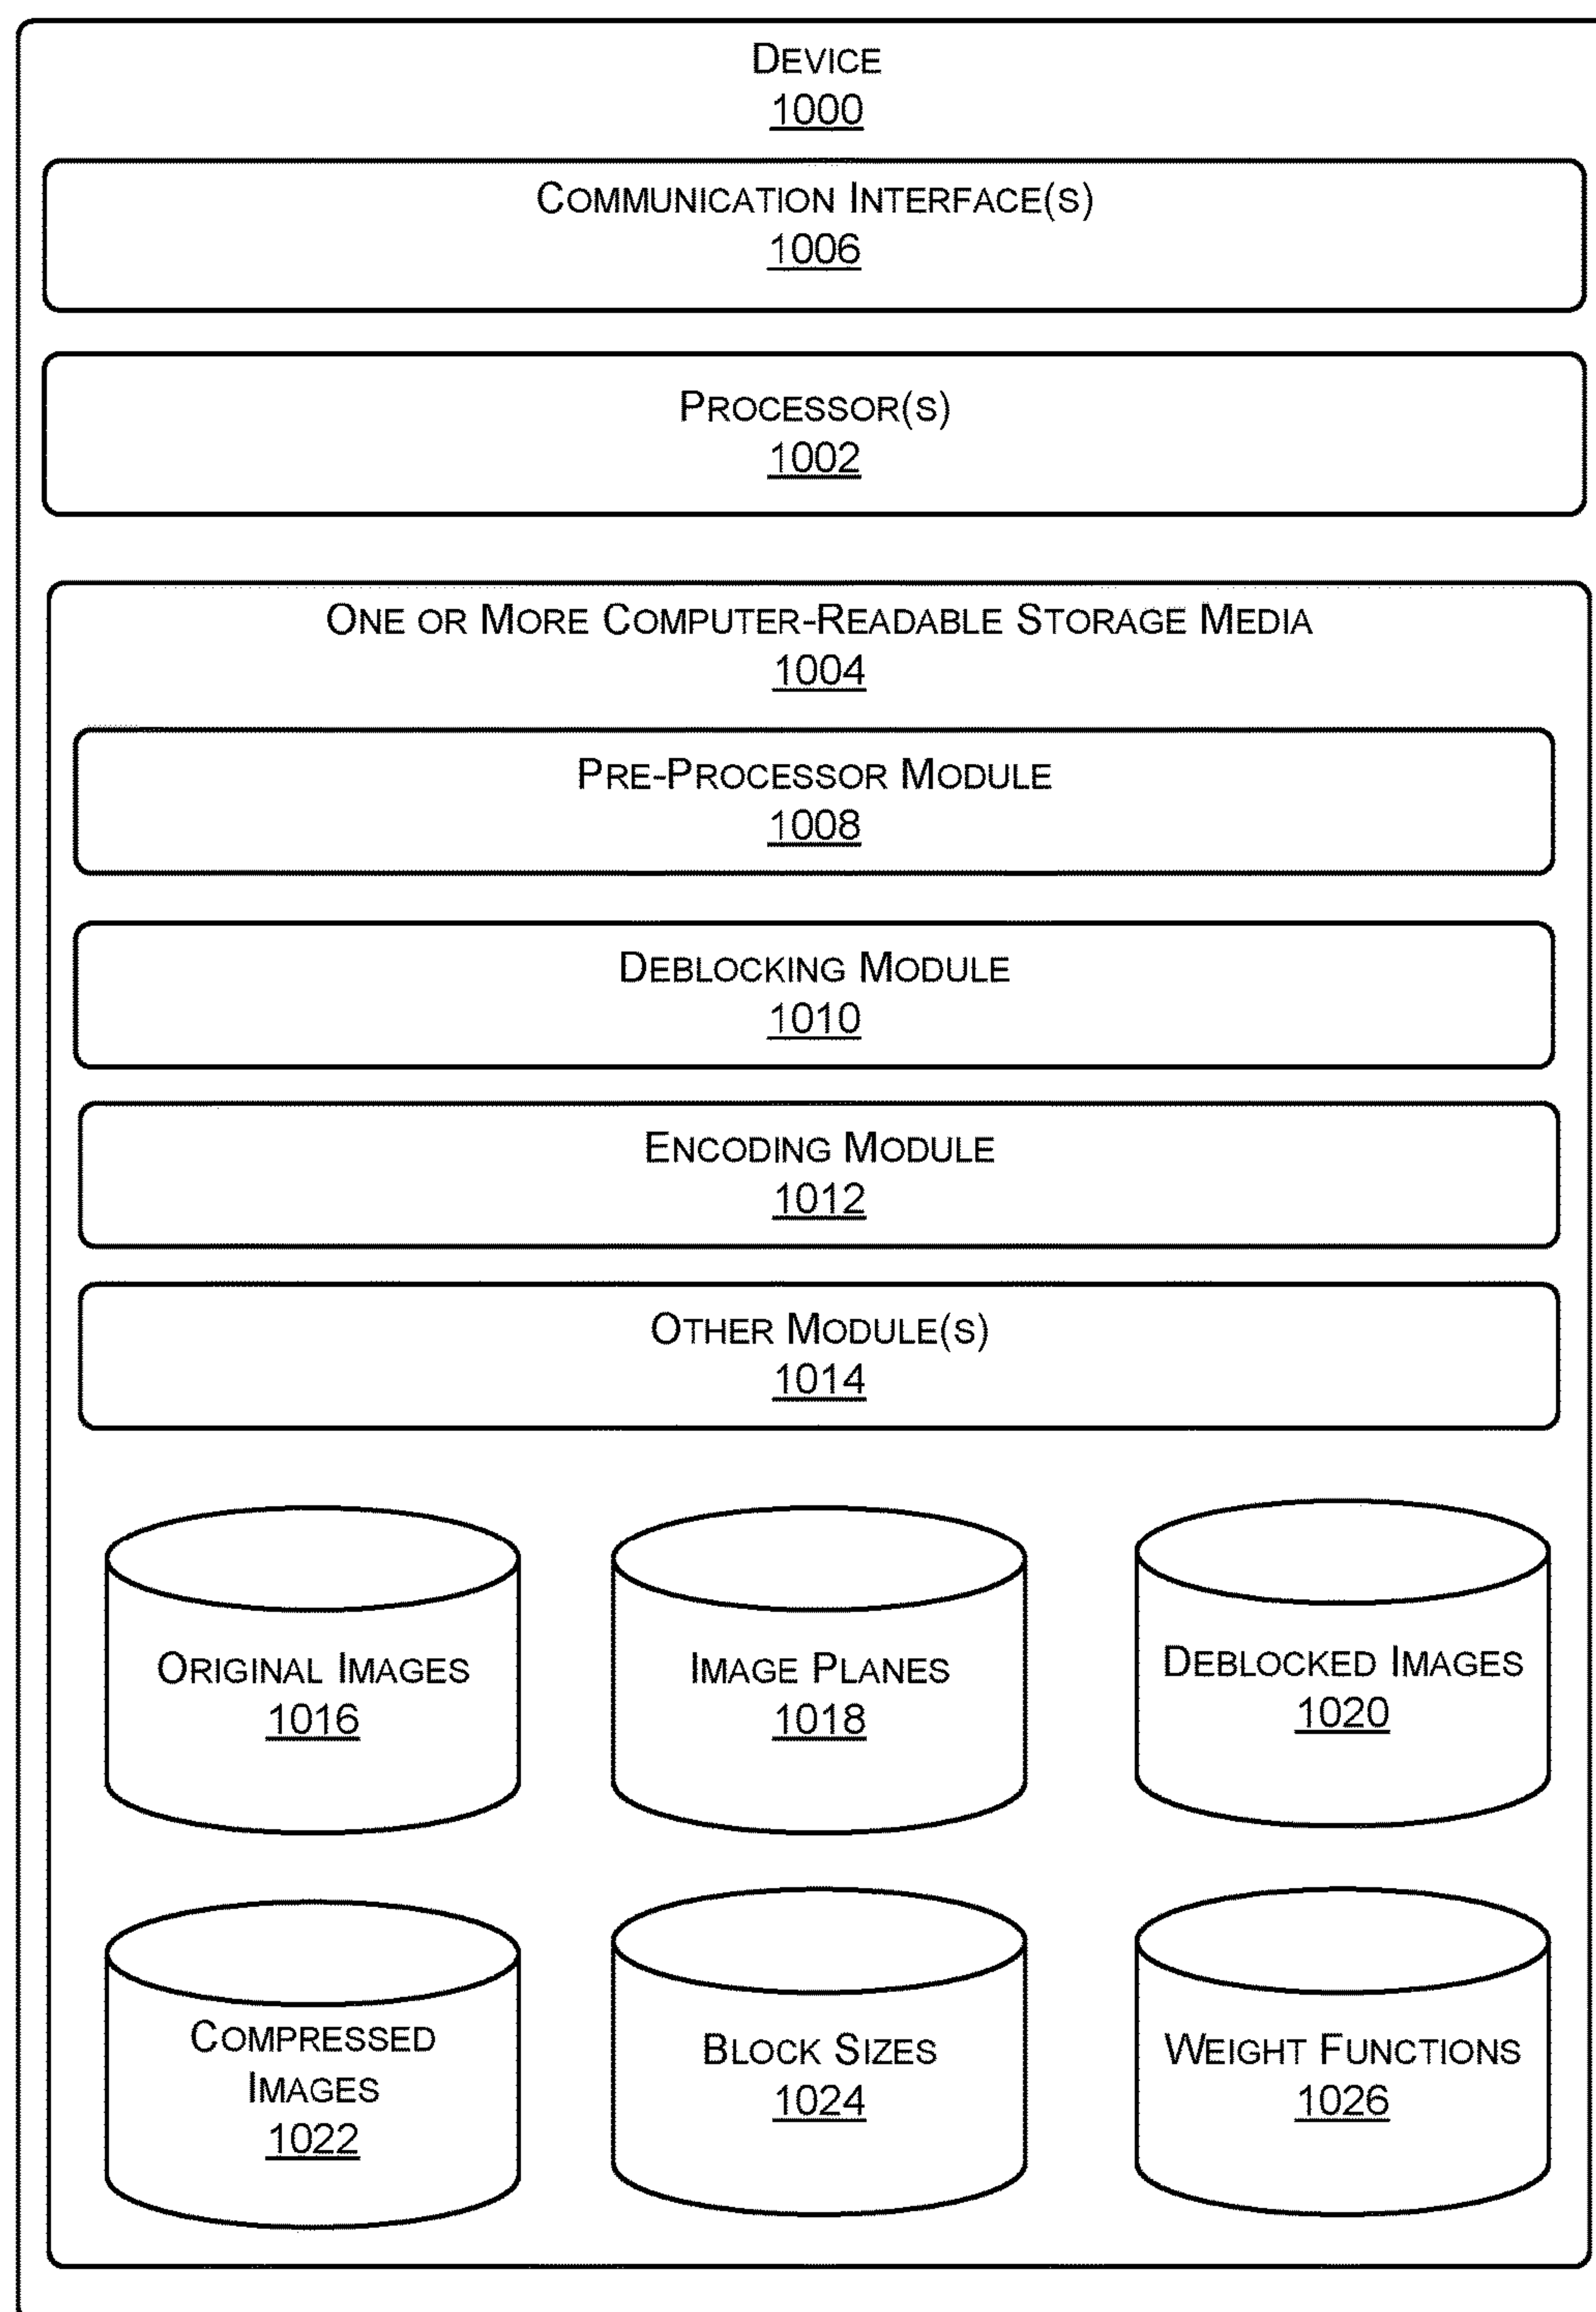 DEVICE
1000
COMMUNICATION INTERFACE(S)
1006
PROCESSOR(S)
1002
ONE OR MORE COMPUTER-READABLE STORAGE MEDIA
1004
PRE-PROCESSOR MODULE
1008
DEBLOCKING MODULE
1010
ENCODING MODULE
1012
OTHER MODULE(S)
1014
ORIGINAL IMAGES
1016
IMAGE PLANES
1018
DEBLOCKED IMAGES
1020
COMPRESSED
IMAGES
1022
BLOCK SIZES
1024
WEIGHT FUNCTIONS
1026